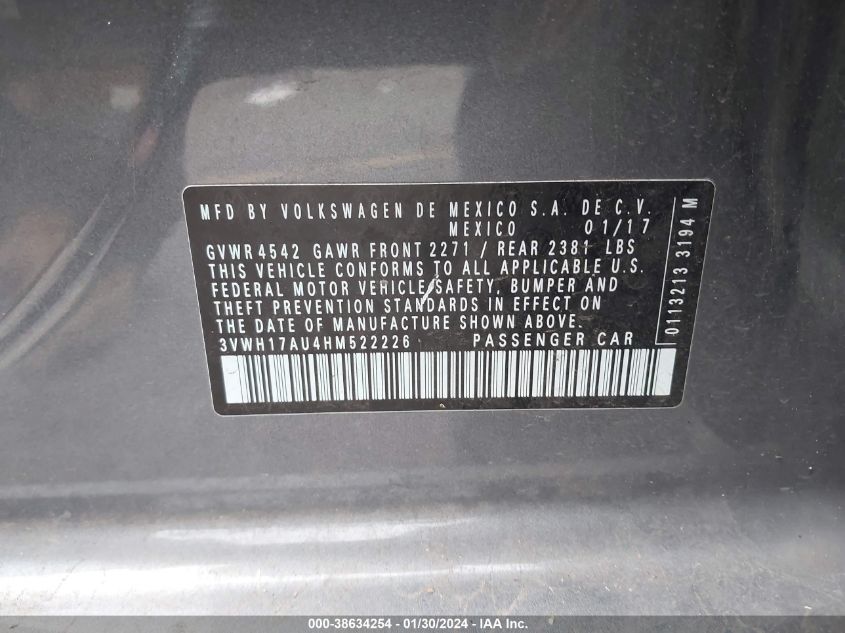 MFD BY VOLKSWAGEN DE MEXICO S.A. DE C.V.
MEXICO 01/17
GVWR 4542 GAWR FRONT 2271 / REAR 2381 LBS
THIS VEHICLE CONFORMS TO ALL APPLICABLE U.S.
FEDERAL MOTOR VEHICLE SAFETY, BUMPER AND
THEFT PREVENTION STANDARDS IN EFFECT ON
THE DATE OF MANUFACTURE SHOWN ABOVE.
3VWH17AU4HM522226 PASSENGER CAR
0113213 3194 M
000-38634254 - 01/30/2024 - IAA Inc.